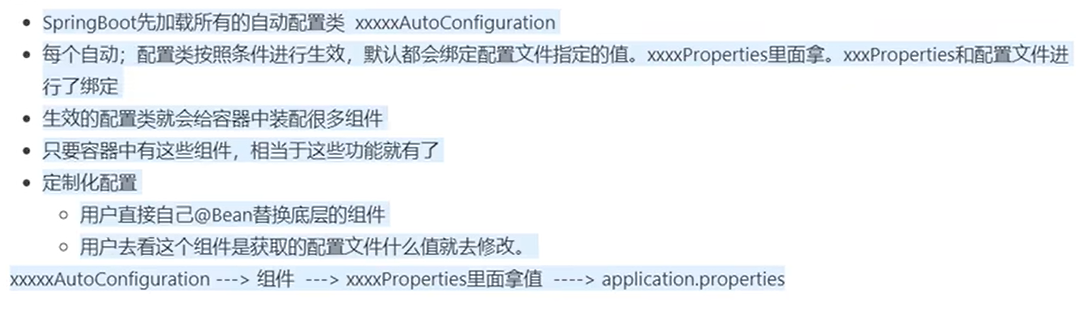 SpringBoot先加载所有的自动配置类 xxxxxAutoConfiguration
每个自动；配置类按照条件进行生效，默认都会绑定配置文件指定的值。xxxxProperties里面拿。xxxProperties和配置文件进
行了绑定
生效的配置类就会给容器中装配很多组件
只要容器中有这些组件，相当于这些功能就有了
定制化配置
用户直接自己@Bean替换底层的组件
用户去看这个组件是获取的配置文件什么值就去修改。
xxxxxAutoConfiguration ---> 组件 ---> xxxxProperties里面拿值 ----> application.properties